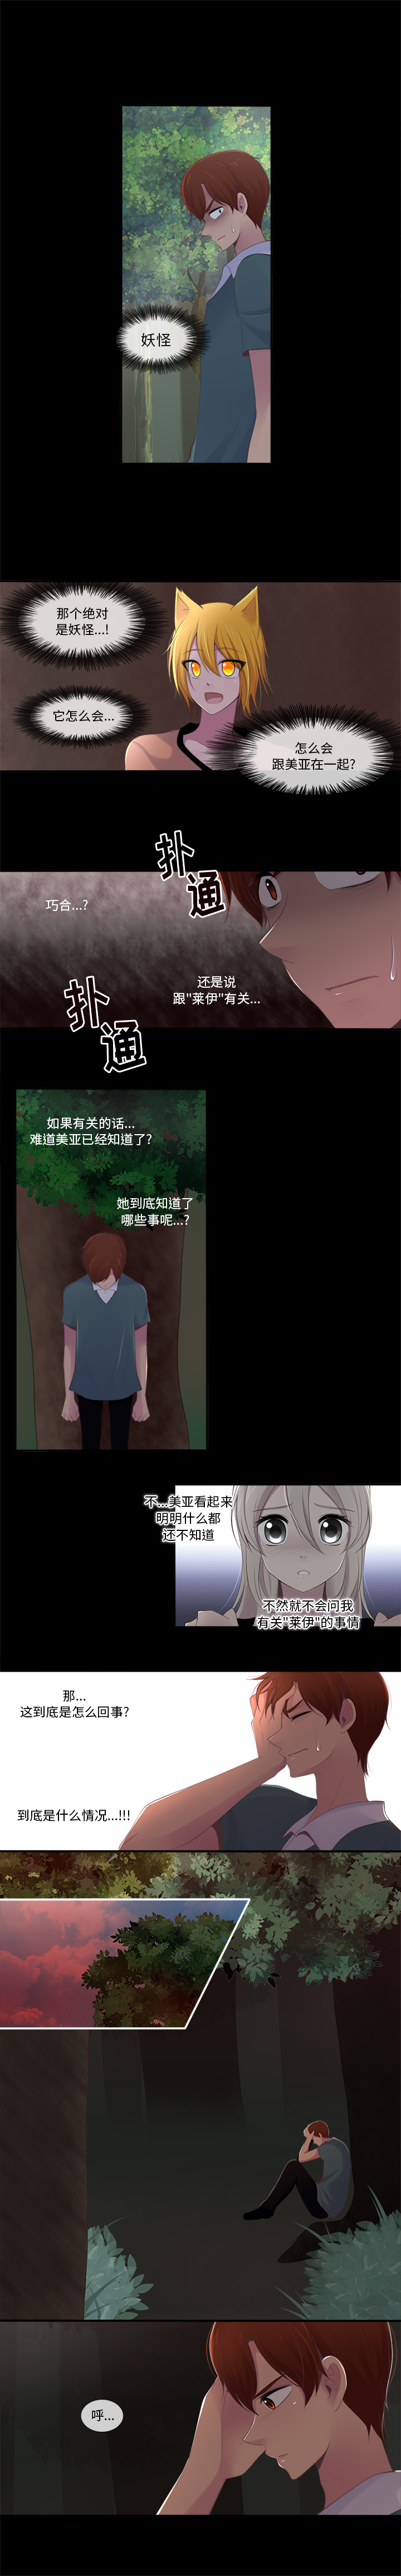 妖怪
那个绝对
是妖怪...!
它怎么会...
怎么会
跟美亚在一起?
扑
通
巧合...?
还是说
跟"莱伊"有关...
扑
通
如果有关的话...
难道美亚已经知道了?
她到底知道了
哪些事呢...?
不...美亚看起来
明明什么都
还不知道
不然就不会问我
有关"莱伊"的事情
那...
这到底是怎么回事?
到底是什么情况...!!!
呼...